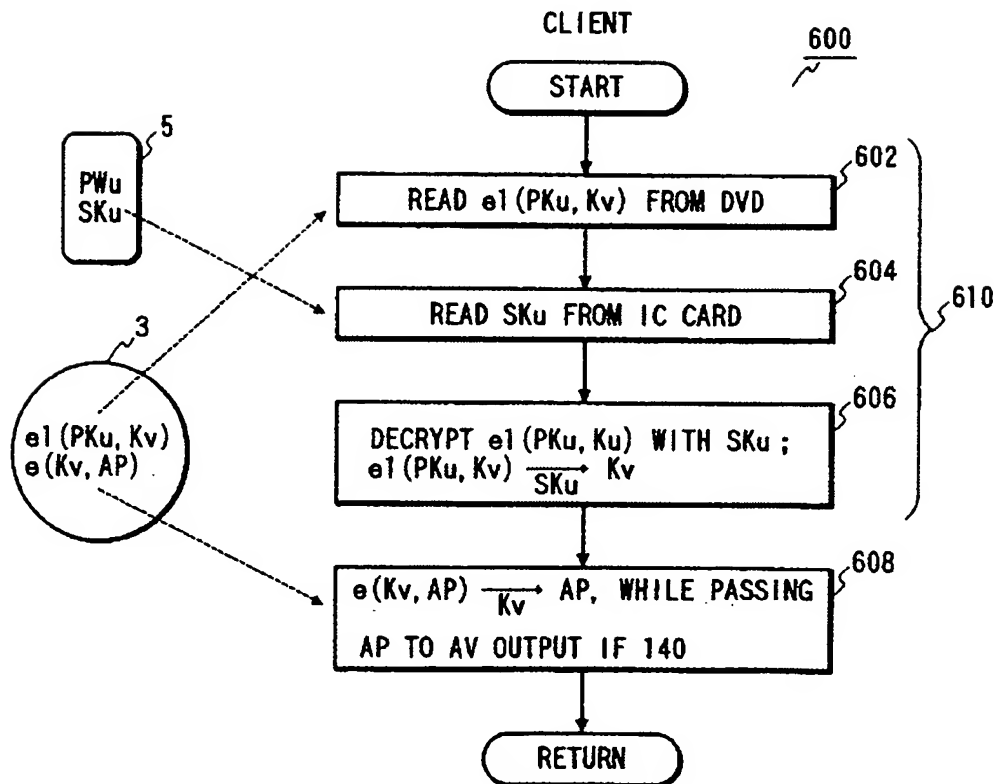 CLIENT
600
START
5
PWu
SKu
602
READ e1(PKu, Kv) FROM DVD
604
READ SKu FROM IC CARD
610
3
e1(PKu, Kv)
e(Kv, AP)
606
DECRYPT e1(PKu, Ku) WITH SKu ;
e1(PKu, Kv) → Kv
SKu
608
e(Kv, AP) → AP, WHILE PASSING
Kv
AP TO AV OUTPUT IF 140
RETURN